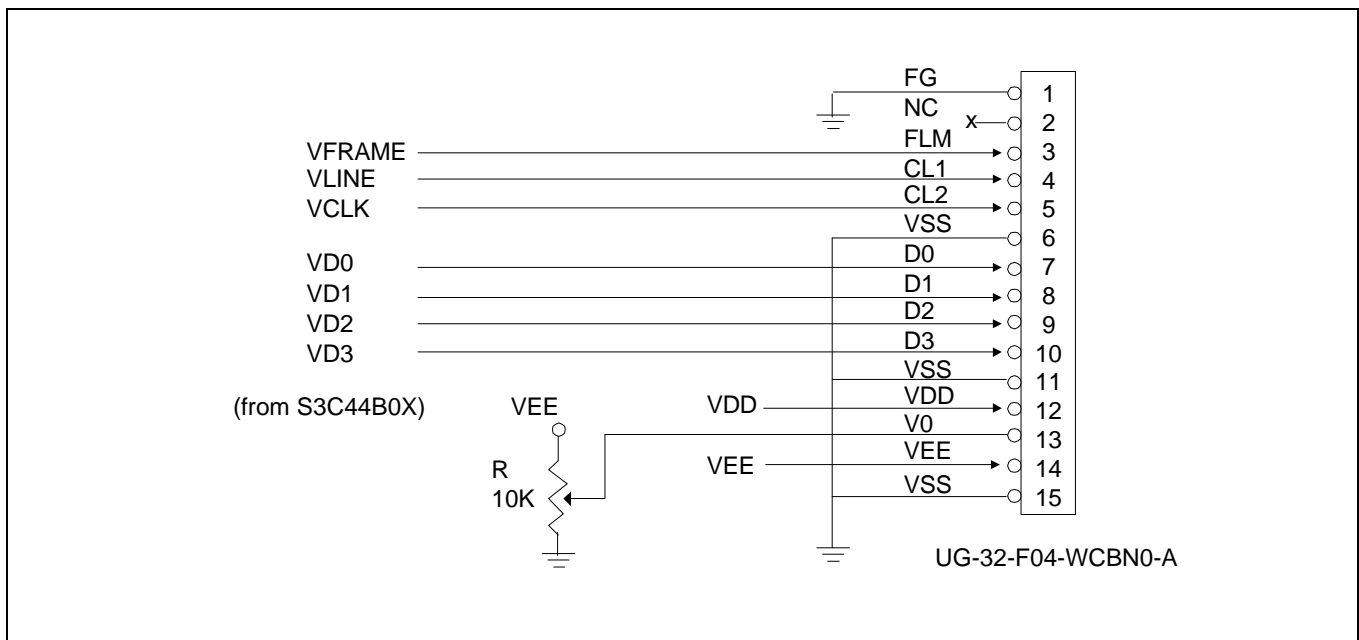 FG 1
NC x 2
VFRAME FLM 3
VLINE CL1 4
VCLK CL2 5
VSS 6
VD0 D0 7
VD1 D1 8
VD2 D2 9
VD3 D3 10
VSS 11
(from S3C44B0X) VEE VDD VDD 12
V0 13
R VEE VEE 14
10K VSS 15
UG-32-F04-WCBN0-A